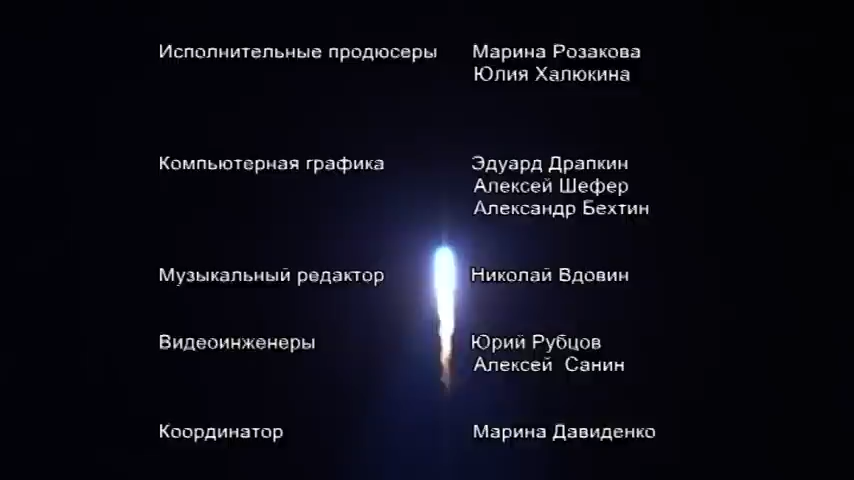 Исполнительные продюсеры Марина Розакова
Юлия Халюкина
Компьютерная графика Эдуард Драпкин
Алексей Шефер
Александр Бехтин
Музыкальный редактор Николай Вдовин
Видеоинженеры Юрий Рубцов
Алексей Санин
Координатор Марина Давиденко